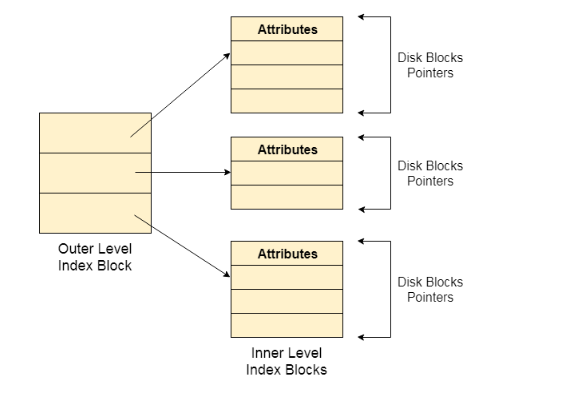 Attributes
Disk Blocks
Pointers
Attributes
Disk Blocks
Pointers
Outer Level
Index Block
Attributes
Disk Blocks
Pointers
Inner Level
Index Blocks